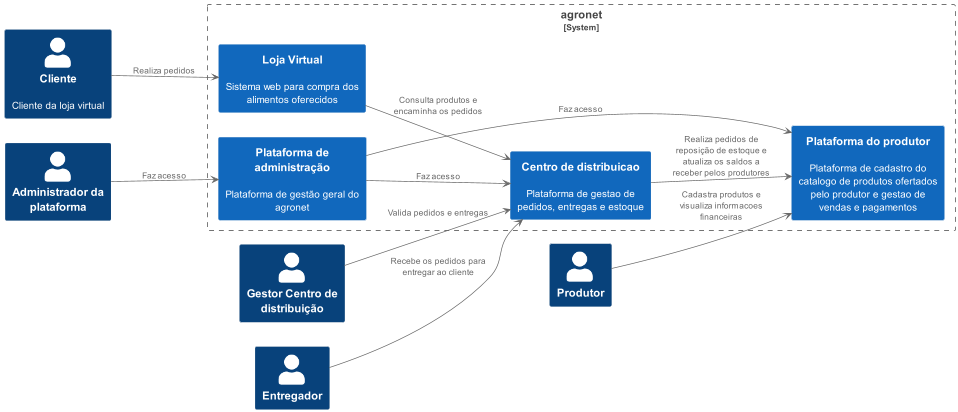 agronet
[System]
Cliente
Cliente da loja virtual
Realiza pedidos
Loja Virtual
Sistema web para compra dos
alimentos oferecidos
Consulta produtos e
encaminha os pedidos
Faz acesso
Administrador da
plataforma
Faz acesso
Plataforma de
administração
Plataforma de gestão geral do
agronet
Faz acesso
Centro de distribuicao
Plataforma de gestao de
pedidos, entregas e estoque
Realiza pedidos de
reposição de estoque e
atualiza os saldos a
receber pelos produtores
Plataforma do produtor
Plataforma de cadastro do
catalogo de produtos ofertados
pelo produtor e gestao de
vendas e pagamentos
Valida pedidos e entregas
Cadastra produtos e
visualiza informacoes
financeiras
Gestor Centro de
distribuição
Recebe os pedidos para
entregar ao cliente
Produtor
Entregador